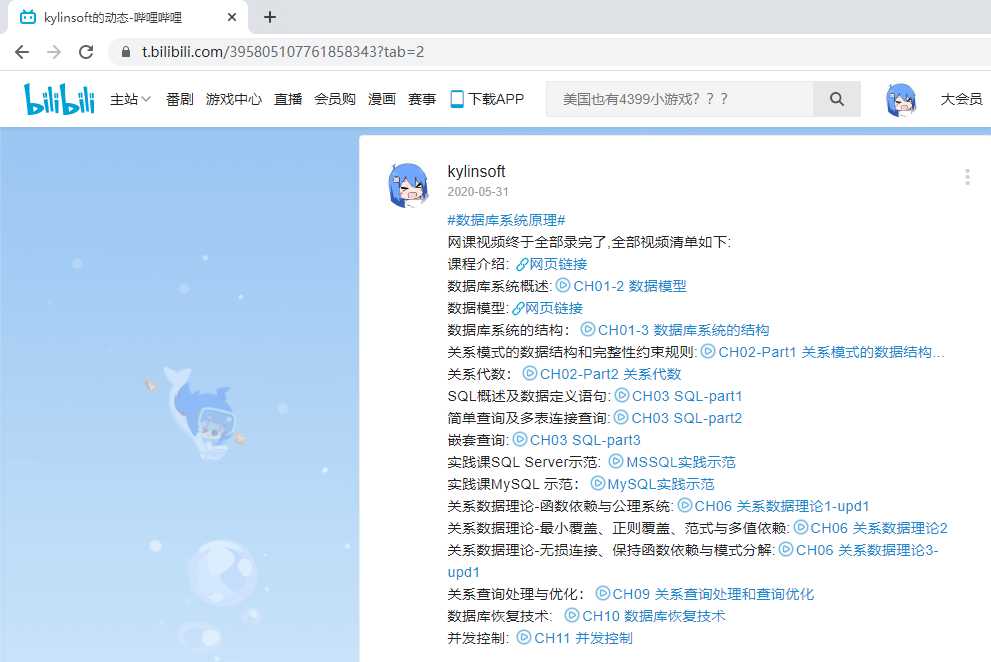 kylinsoft的动态-哔哩哔哩
t.bilibili.com/395805107761858343?tab=2
bilibili 主站 番剧 游戏中心 直播 会员购 漫画 赛事 下载APP 美国也有4399小游戏？？？ 大会员
kylinsoft
2020-05-31
#数据库系统原理#
网课视频终于全部录完了,全部视频清单如下:
课程介绍: 网页链接
数据库系统概述: CH01-2 数据模型
数据模型: 网页链接
数据库系统的结构： CH01-3 数据库系统的结构
关系模式的数据结构和完整性约束规则: CH02-Part1 关系模式的数据结构...
关系代数： CH02-Part2 关系代数
SQL概述及数据定义语句: CH03 SQL-part1
简单查询及多表连接查询: CH03 SQL-part2
嵌套查询: CH03 SQL-part3
实践课SQL Server示范: MSSQL实践示范
实践课MySQL 示范： MySQL实践示范
关系数据理论-函数依赖与公理系统: CH06 关系数据理论1-upd1
关系数据理论-最小覆盖、正则覆盖、范式与多值依赖: CH06 关系数据理论2
关系数据理论-无损连接、保持函数依赖与模式分解: CH06 关系数据理论3-
upd1
关系查询处理与优化： CH09 关系查询处理和查询优化
数据库恢复技术: CH10 数据库恢复技术
并发控制: CH11 并发控制